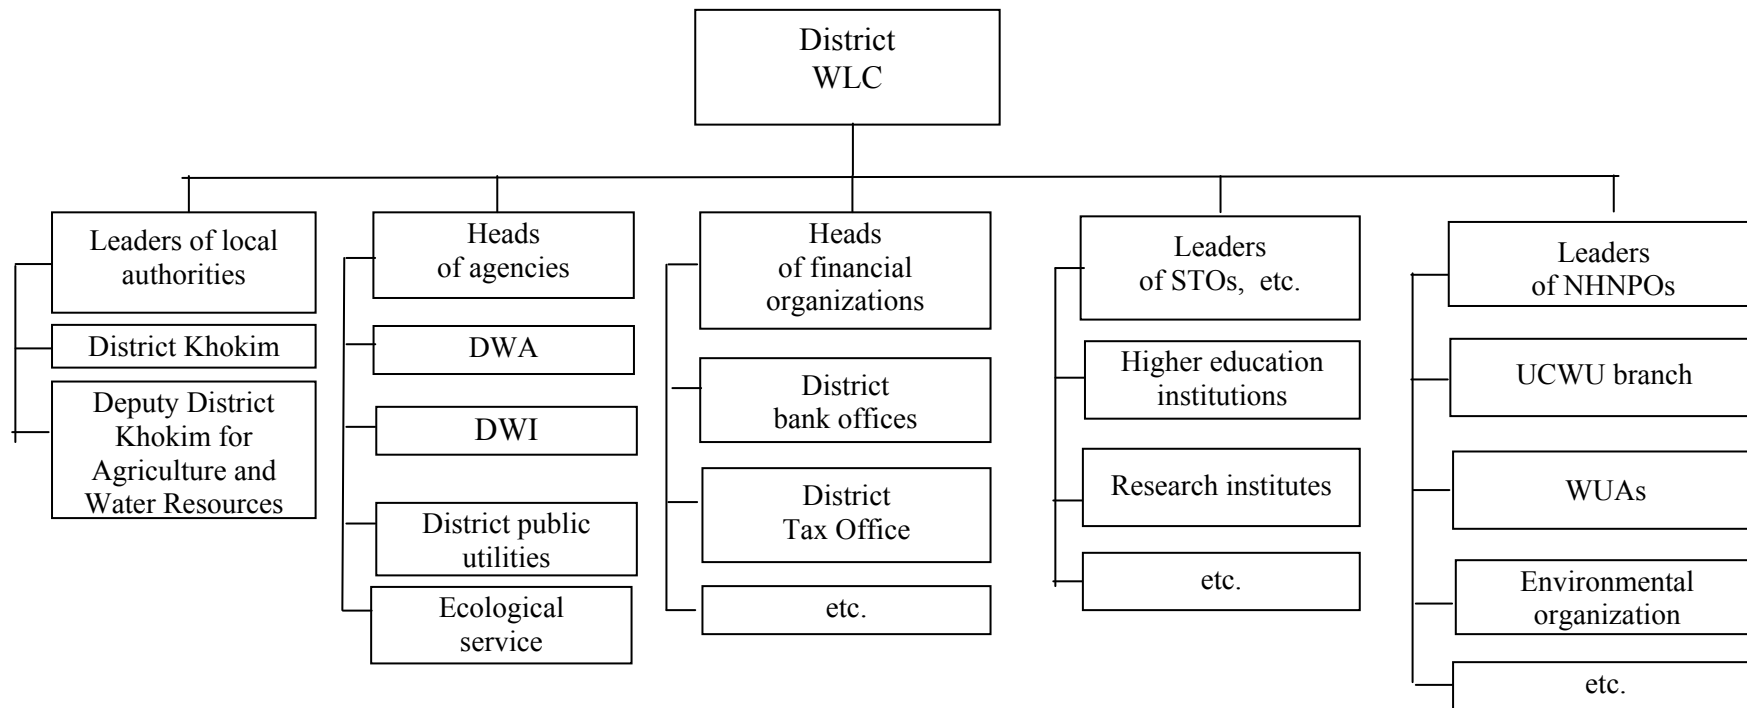 District
WLC
Leaders of local
authorities
District Khokim
Deputy District
Khokim for
Agriculture and
Water Resources
Heads
of agencies
DWA
DWI
District public
utilities
Ecological
service
Heads
of financial
organizations
District
bank offices
District
Tax Office
etc.
Leaders
of STOs, etc.
Higher education
institutions
Research institutes
etc.
Leaders
of NHNPOs
UCWU branch
WUAs
Environmental
organization
etc.